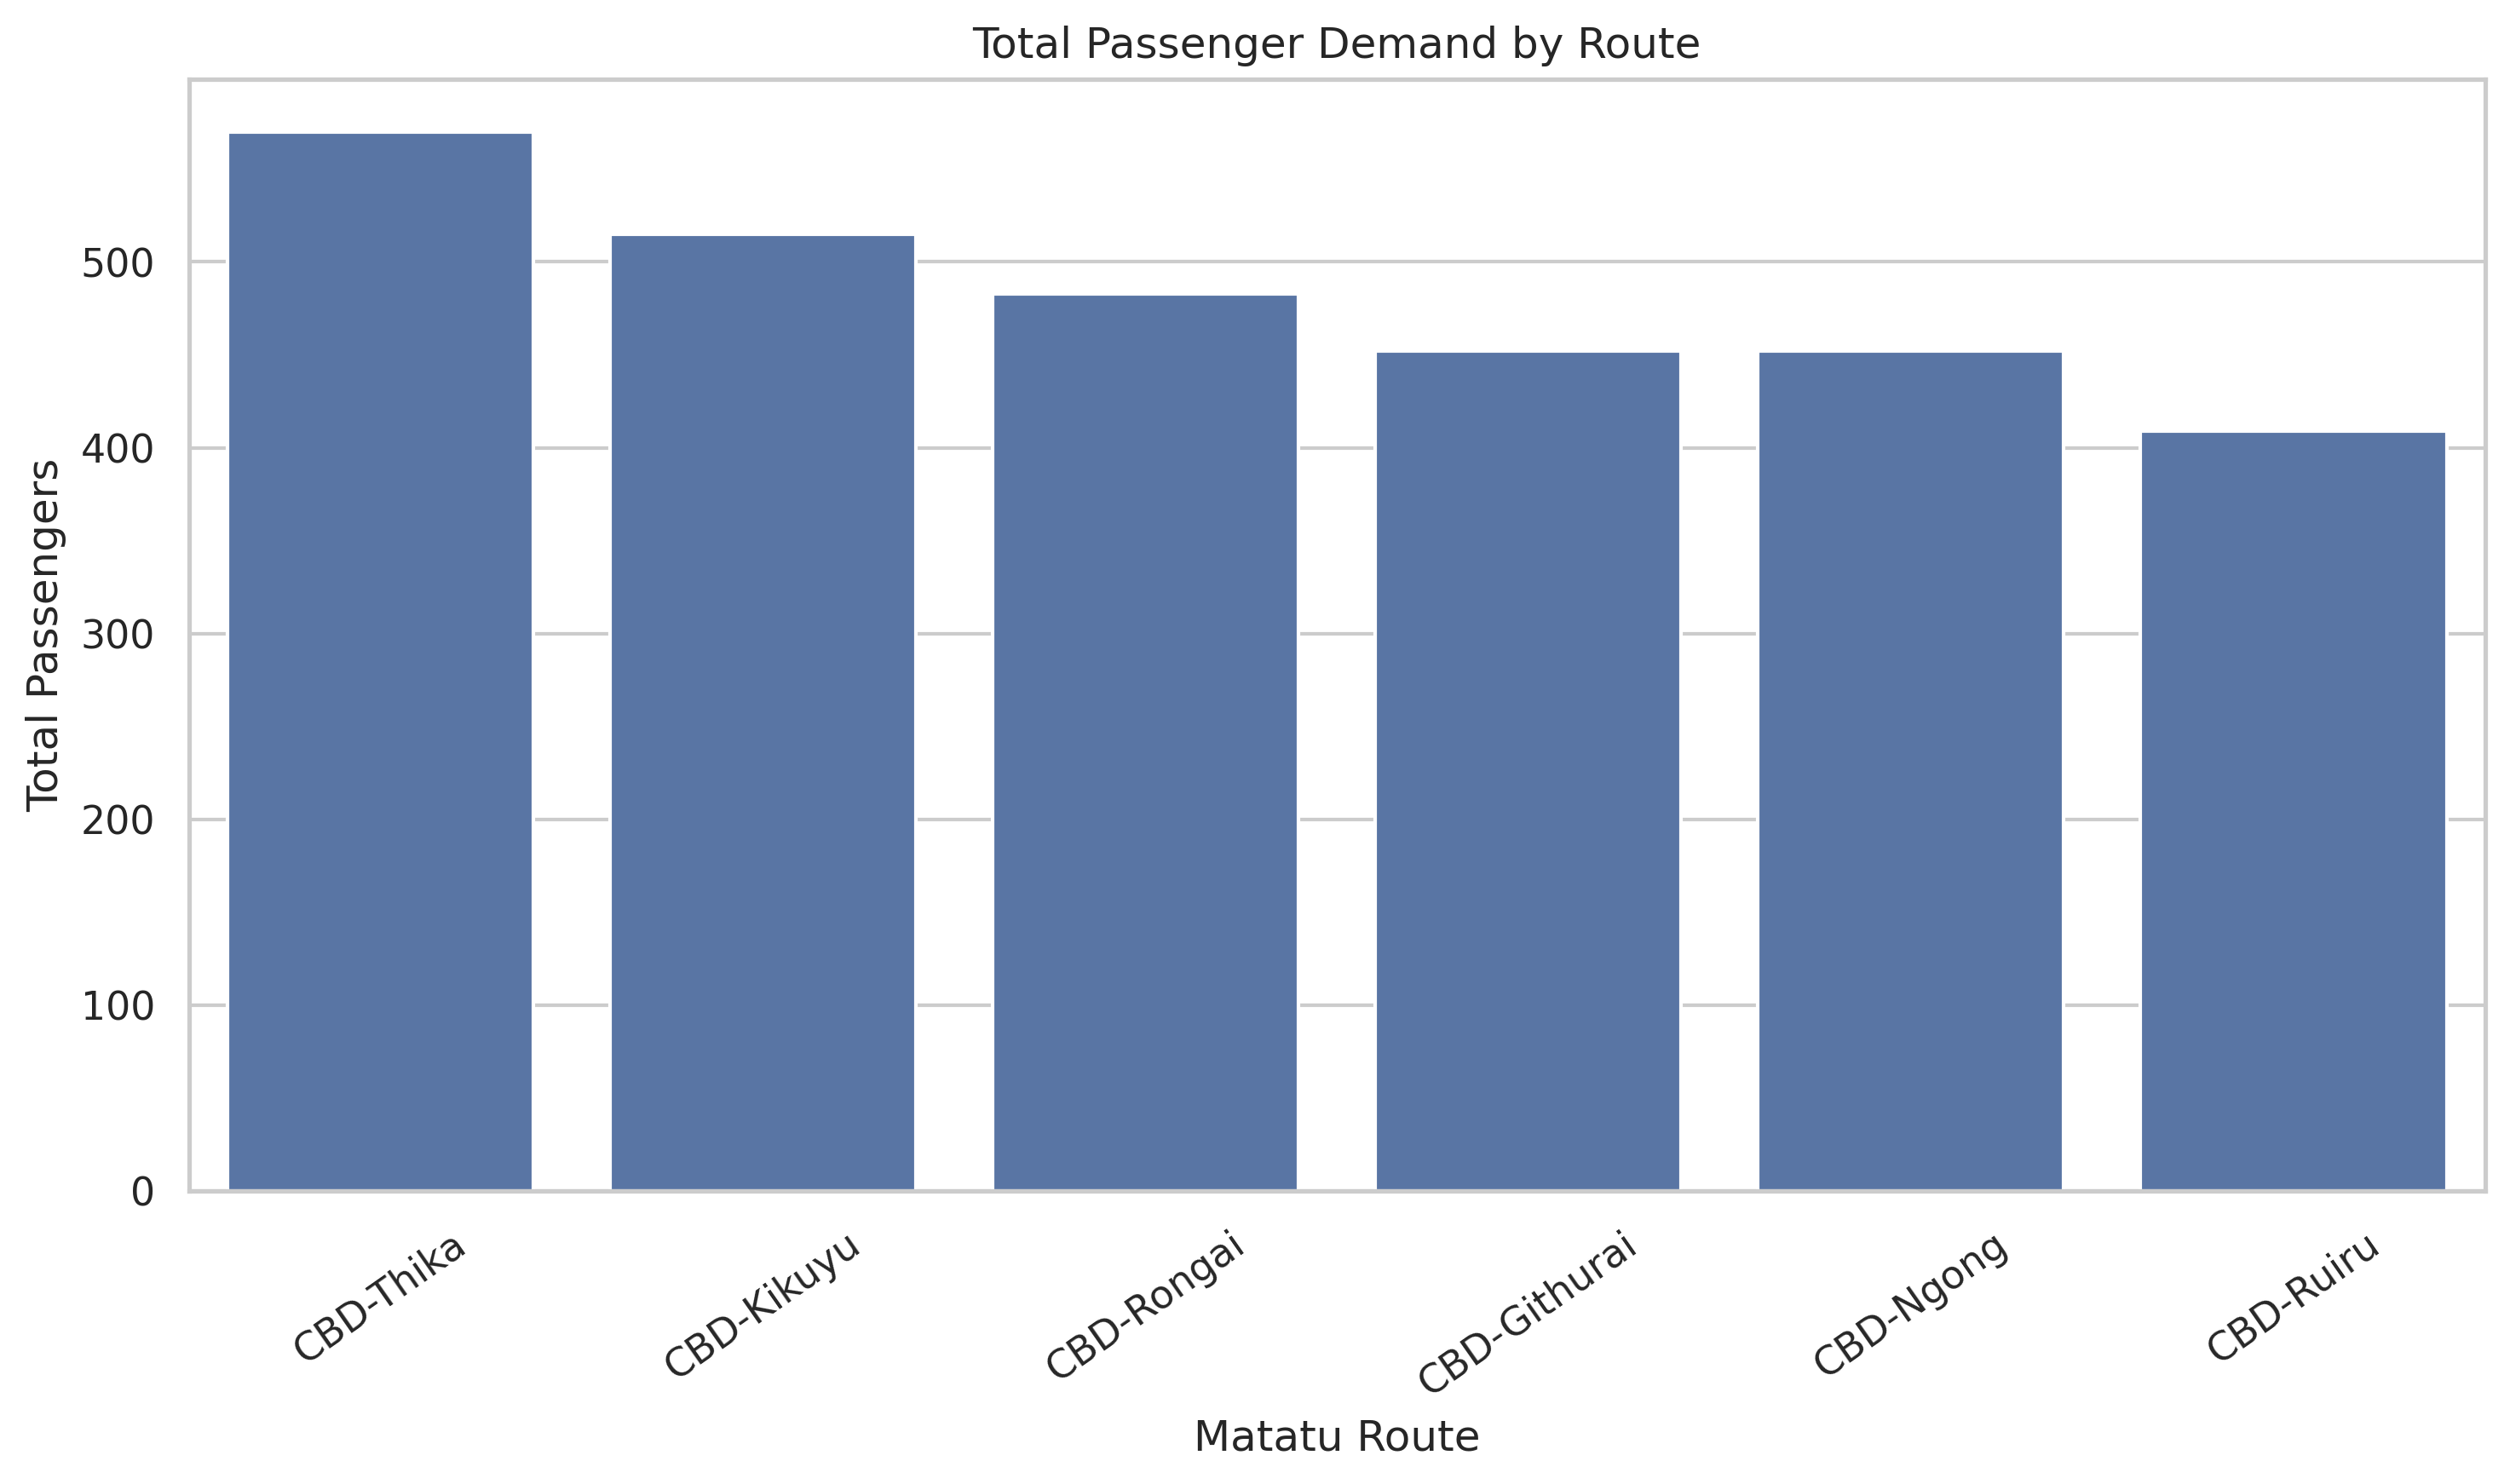 Total Passenger Demand by Route
Total Passengers
500
400
300
200
100
0
CBD-Thika
CBD-Kikuyu
CBD-Rongai
CBD-Githurai
CBD-Ngong
CBD-Ruiru
Matatu Route